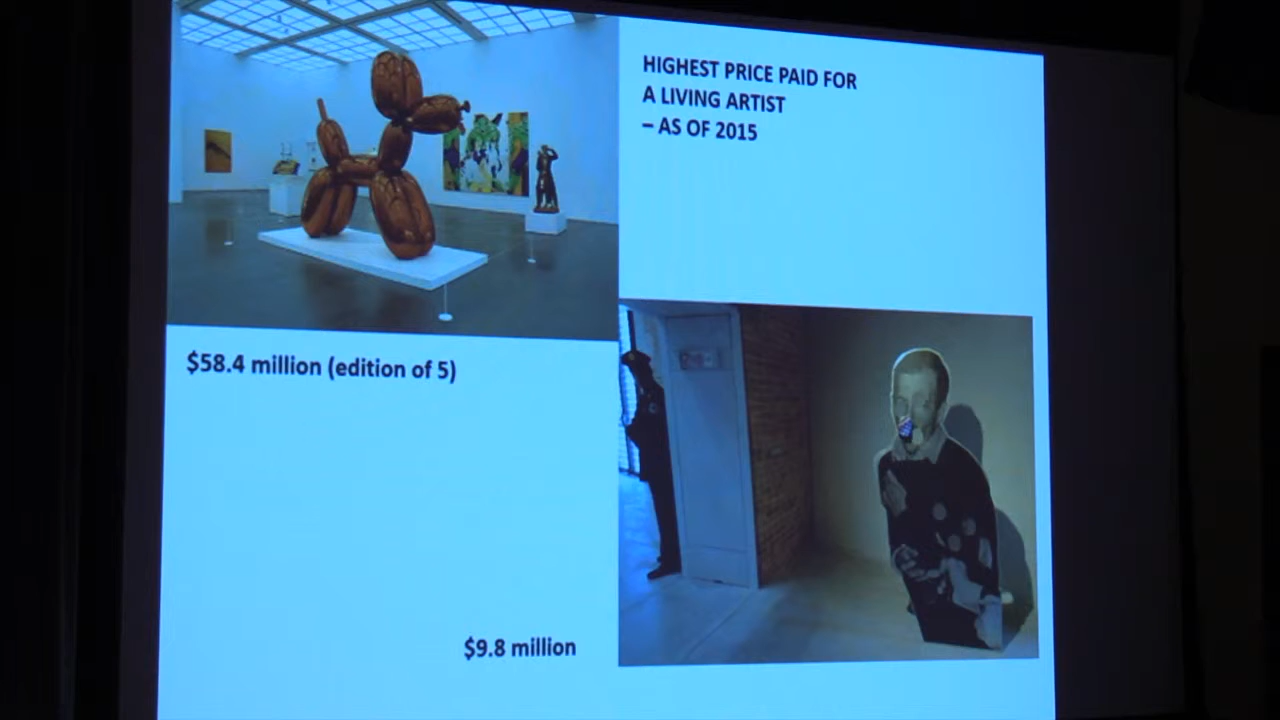 HIGHEST PRICE PAID FOR
A LIVING ARTIST
– AS OF 2015
$58.4 million (edition of 5)
$9.8 million